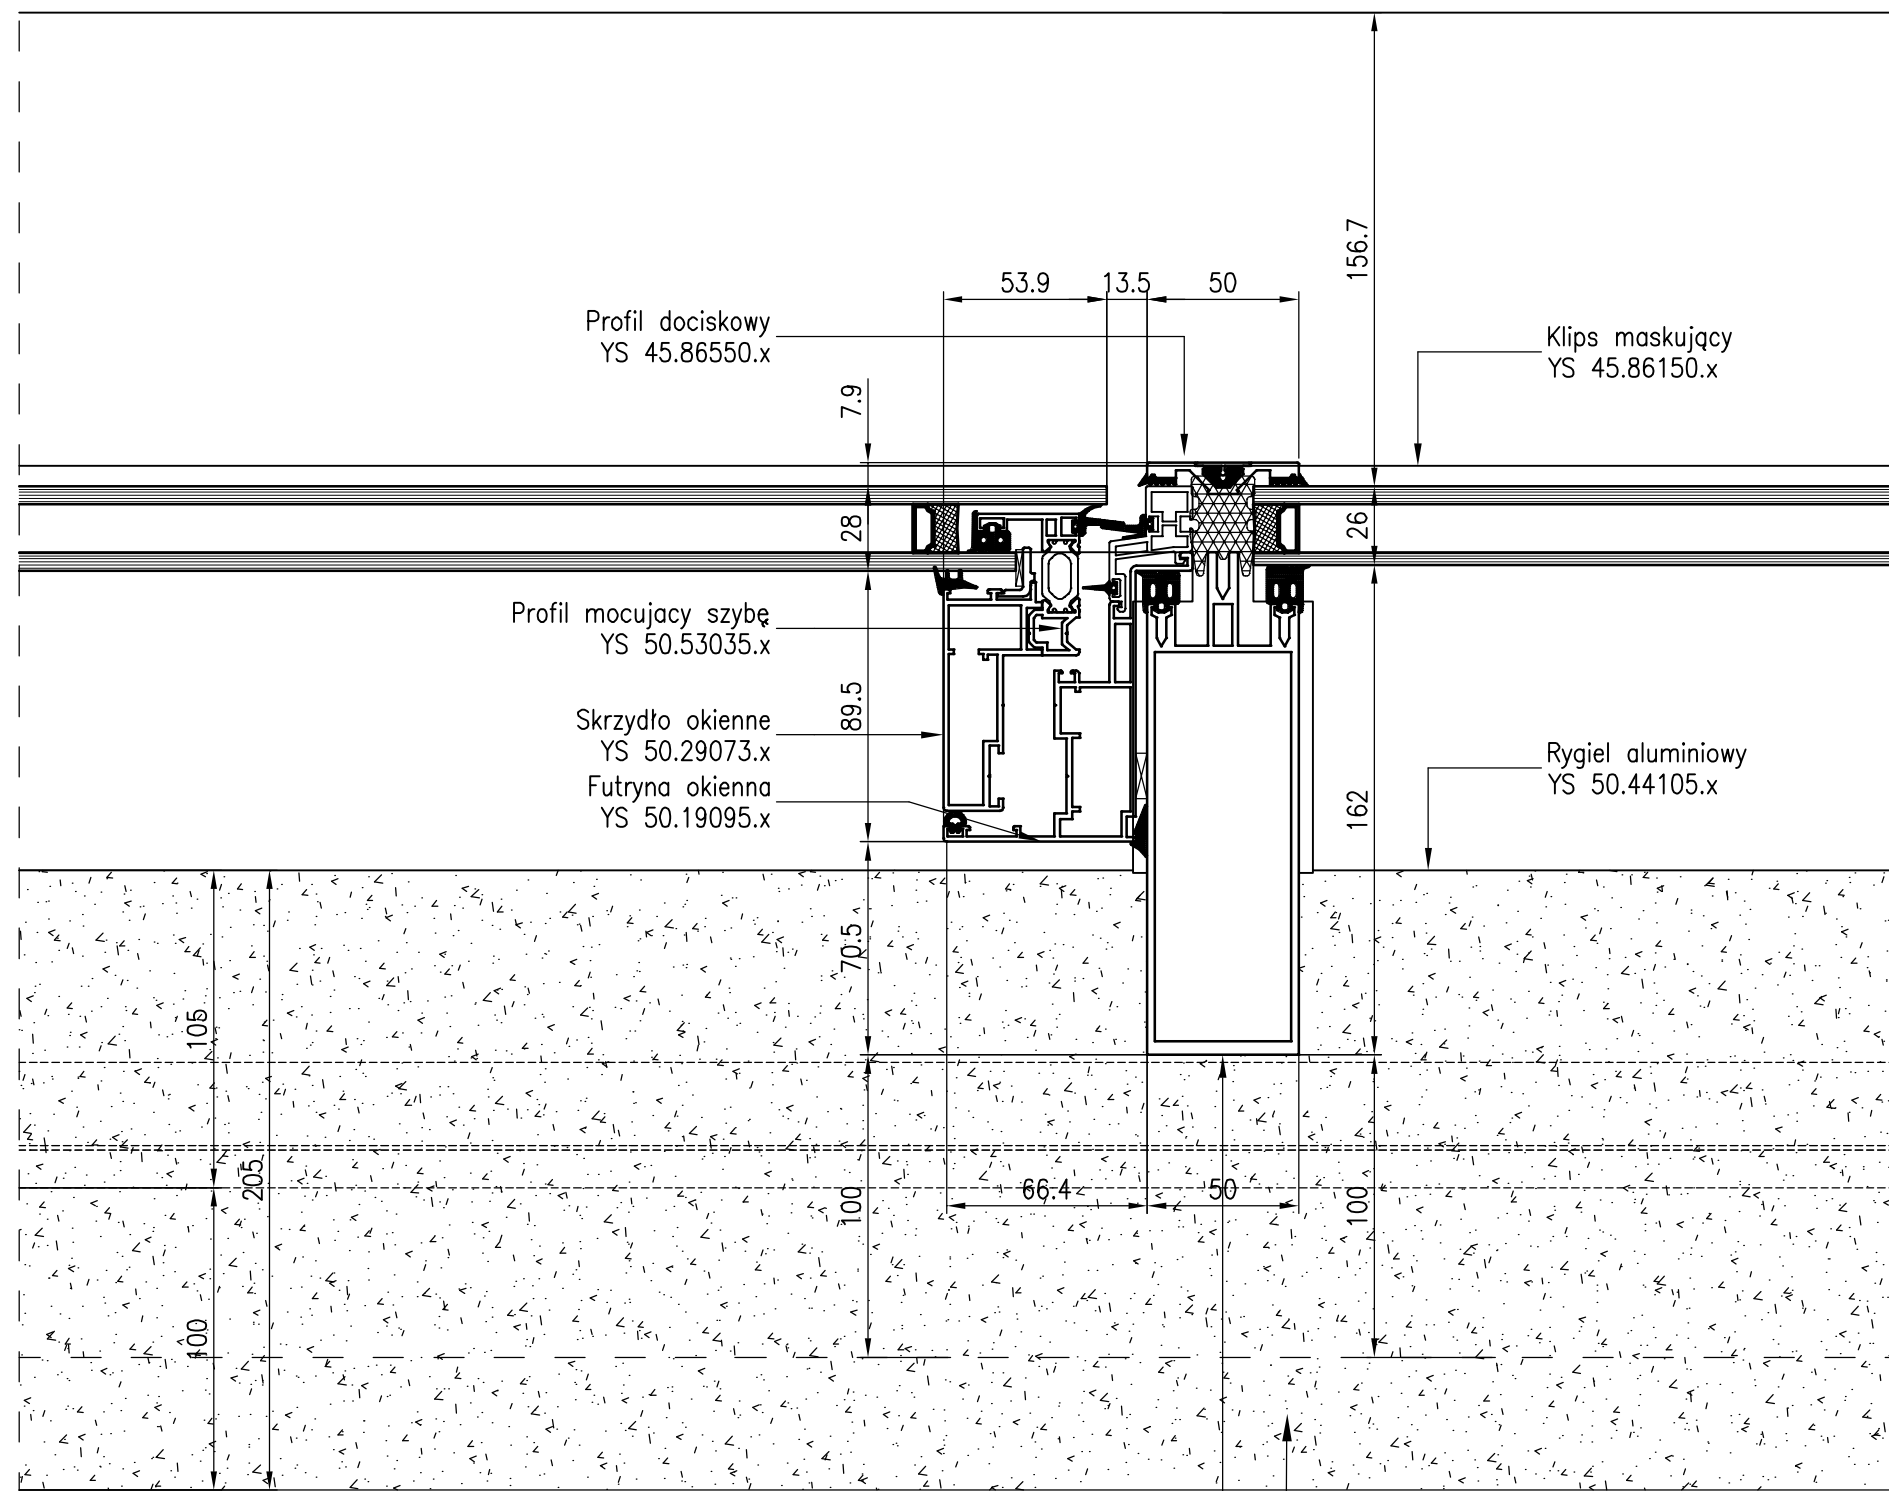 156.7
53.9
13.5
50
Profil dociskowy
YS 45.86550.x
Klips maskujący
YS 45.86150.x
7.9
28
26
Profil mocujacy szybę
YS 50.53035.x
89.5
Skrzydło okienne
YS 50.29073.x
Futryna okienna
YS 50.19095.x
Rygiel aluminiowy
YS 50.44105.x
162
70.5
105
205
66.4
50
100
100
100